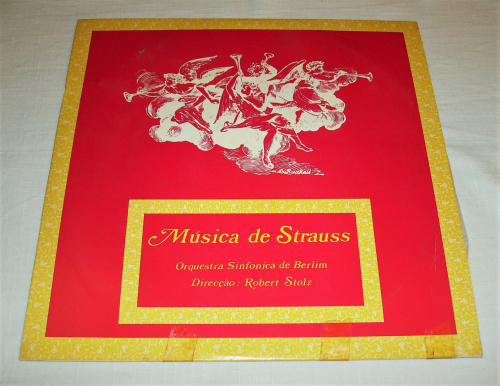 Música de Strauss
Orquestra Sinfonica de Berlim
Direcção: Robert Stolz